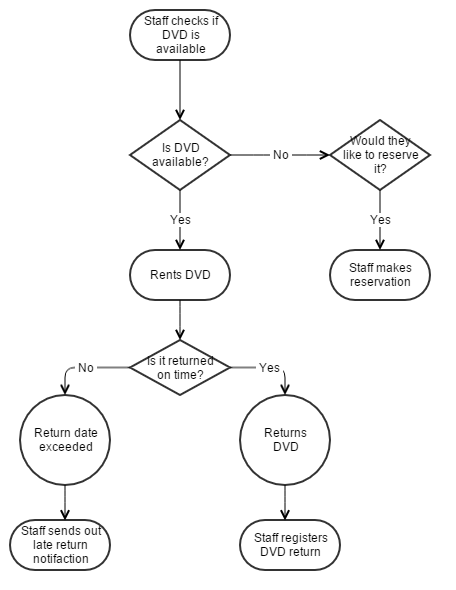 Staff checks if
DVD is
available
Is DVD
available?
No
Would they
like to reserve
it?
Yes
Yes
Rents DVD
Staff makes
reservation
Is it returned
on time?
No
Yes
Return date
exceeded
Returns
DVD
Staff sends out
late return
notifaction
Staff registers
DVD return